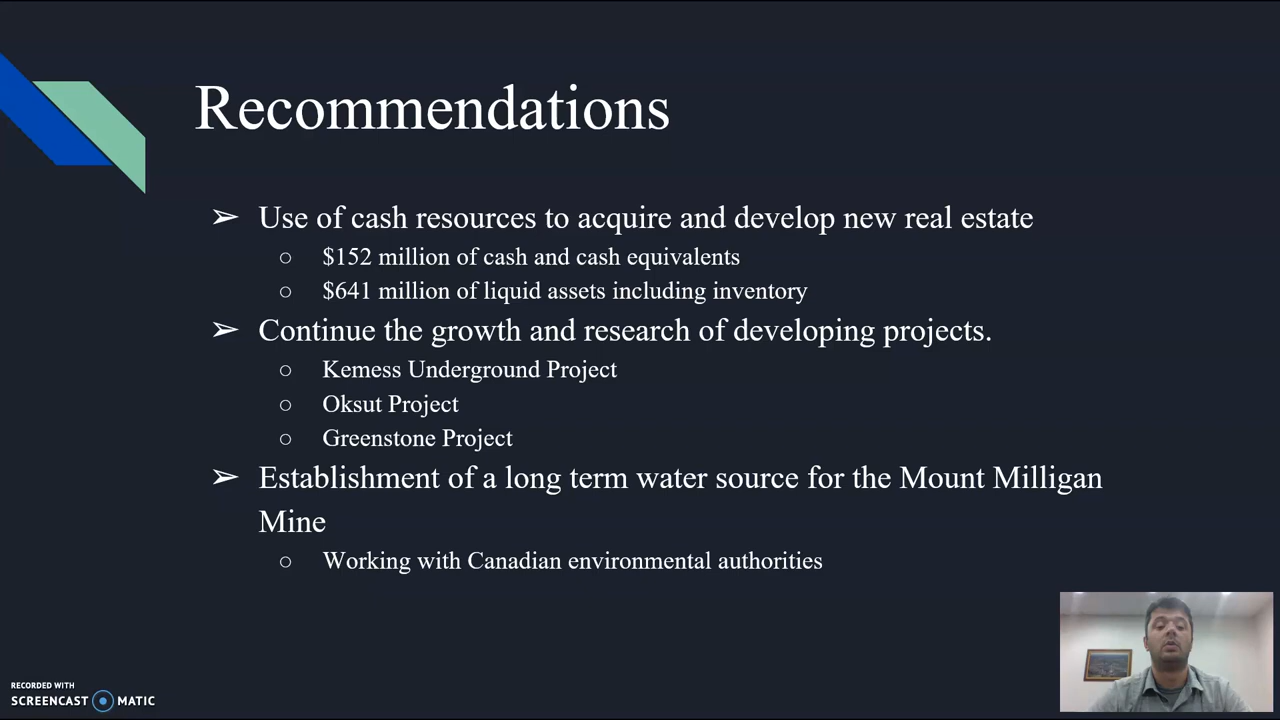 Recommendations
➢ Use of cash resources to acquire and develop new real estate
○ $152 million of cash and cash equivalents
○ $641 million of liquid assets including inventory
➢ Continue the growth and research of developing projects.
○ Kemess Underground Project
○ Oksut Project
○ Greenstone Project
➢ Establishment of a long term water source for the Mount Milligan
Mine
○ Working with Canadian environmental authorities
RECORDED WITH
SCREENCAST MATIC